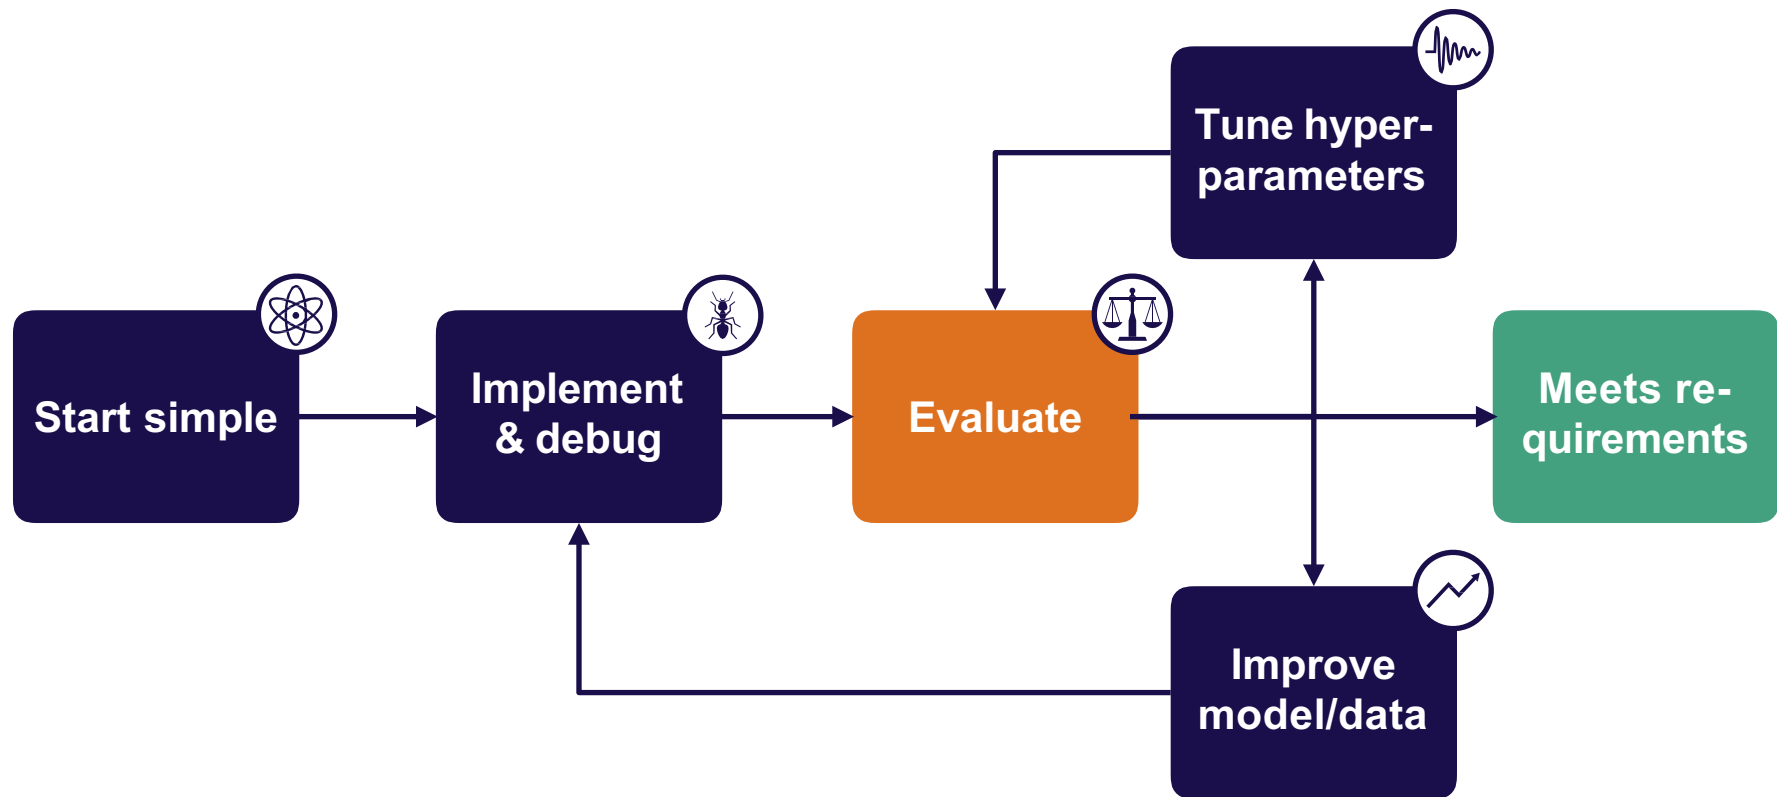 Tune hyper-
parameters
Start simple
Implement
& debug
Evaluate
Meets re-
quirements
Improve
model/data